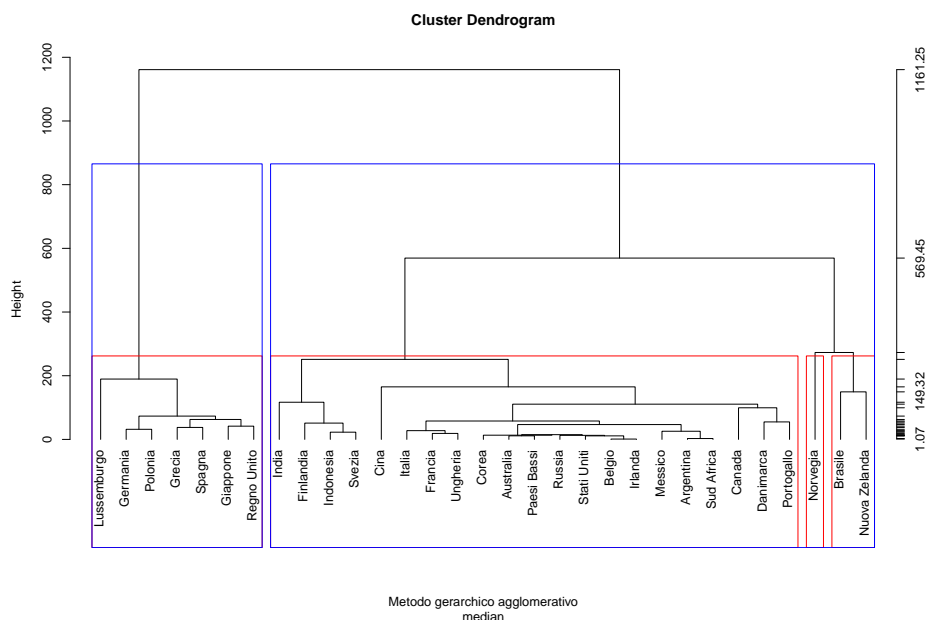 Cluster Dendrogram
Height
0
200
400
600
800
1000
1200
Lussemburgo
Germania
Polonia
Grecia
Spagna
Giappone
Regno Unito
India
Finlandia
Indonesia
Svezia
Cina
Italia
Francia
Ungheria
Corea
Australia
Paesi Bassi
Russia
Stati Uniti
Belgio
Irlanda
Messico
Argentina
Sud Africa
Canada
Danimarca
Portogallo
Norvegia
Brasile
Nuova Zelanda
1.07
149.32
569.45
1161.25
Metodo gerarchico agglomerativo
median